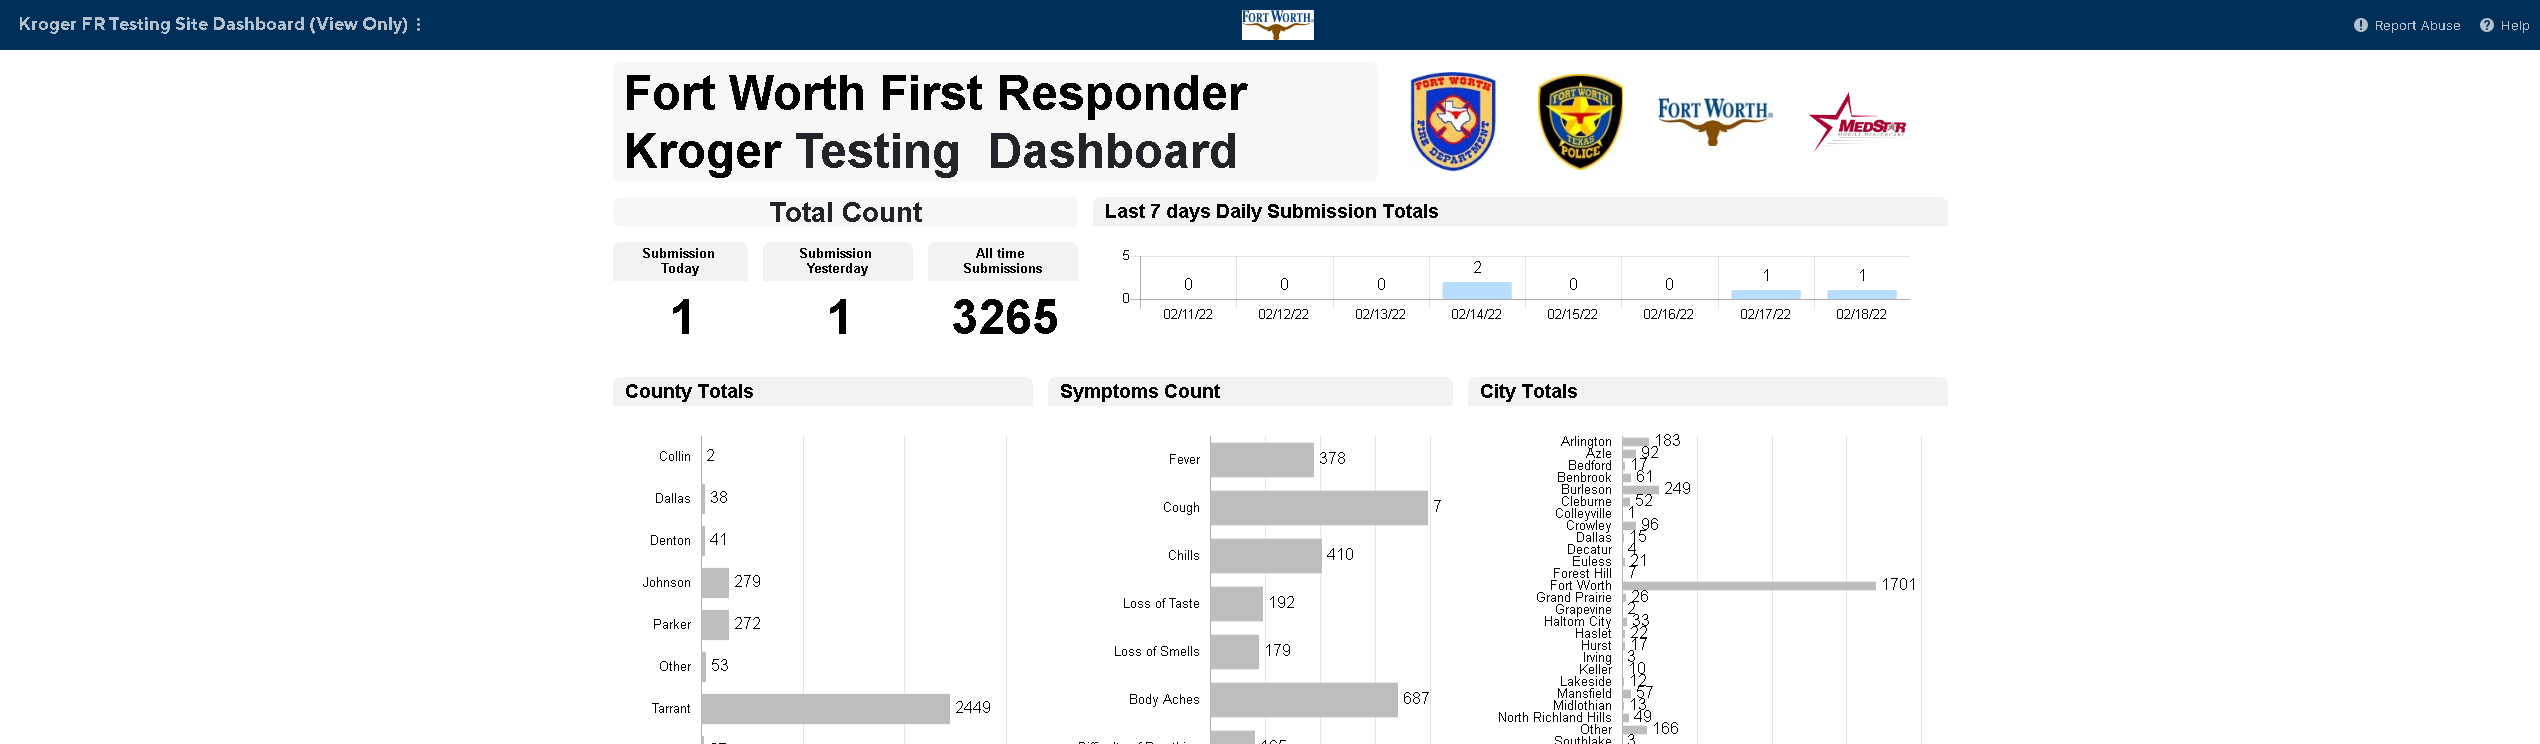 Kroger FR Testing Site Dashboard (View Only)
FORT WORTH
Report Abuse
Help
Fort Worth First Responder
Kroger Testing Dashboard
FORT WORTH
FIRE DEPARTMENT
FORT WORTH
TEXAS
POLICE
FORT WORTH®
MEDSTAR
MOBILE HEALTHCARE
Total Count
Last 7 days Daily Submission Totals
Submission
Today
Submission
Yesterday
All time
Submissions
1
1
3265
5
0
0
0
0
2
0
0
1
1
02/11/22
02/12/22
02/13/22
02/14/22
02/15/22
02/16/22
02/17/22
02/18/22
County Totals
Collin 2
Dallas 38
Denton 41
Johnson 279
Parker 272
Other 53
Tarrant 2449
Symptoms Count
Fever 378
Cough 7
Chills 410
Loss of Taste 192
Loss of Smells 179
Body Aches 687
City Totals
Arlington 183
Azle 92
Bedford 17
Benbrook 61
Burleson 249
Cleburne 52
Colleyville 1
Crowley 96
Dallas 15
Decatur 4
Euless 21
Forest Hill 7
Fort Worth 1701
Grand Prairie 26
Grapevine 2
Haltom City 33
Haslet 22
Hurst 17
Irving 3
Keller 10
Lakeside 12
Mansfield 57
Midlothian 13
North Richland Hills 49
Other 166
Southlake 3